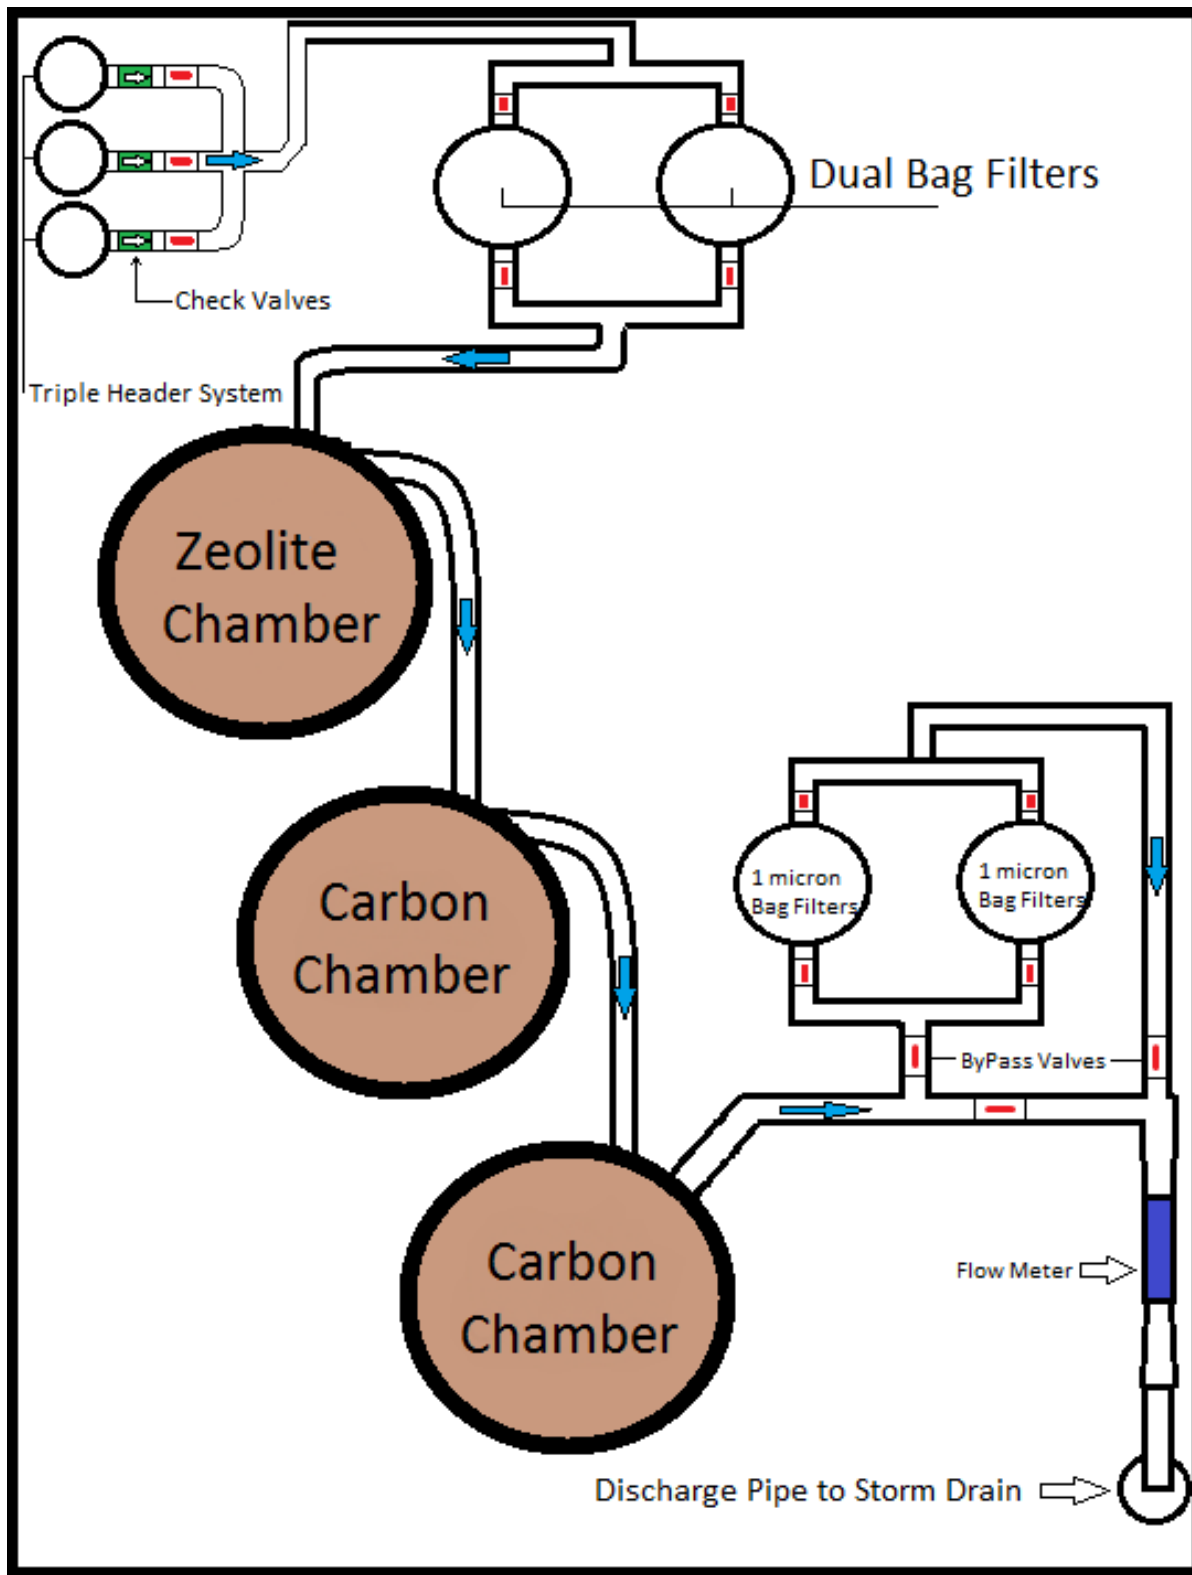 Dual Bag Filters
Check Valves
Triple Header System
Zeolite
Chamber
Carbon
Chamber
1 micron
Bag Filters
1 micron
Bag Filters
ByPass Valves
Carbon
Chamber
Flow Meter
Discharge Pipe to Storm Drain